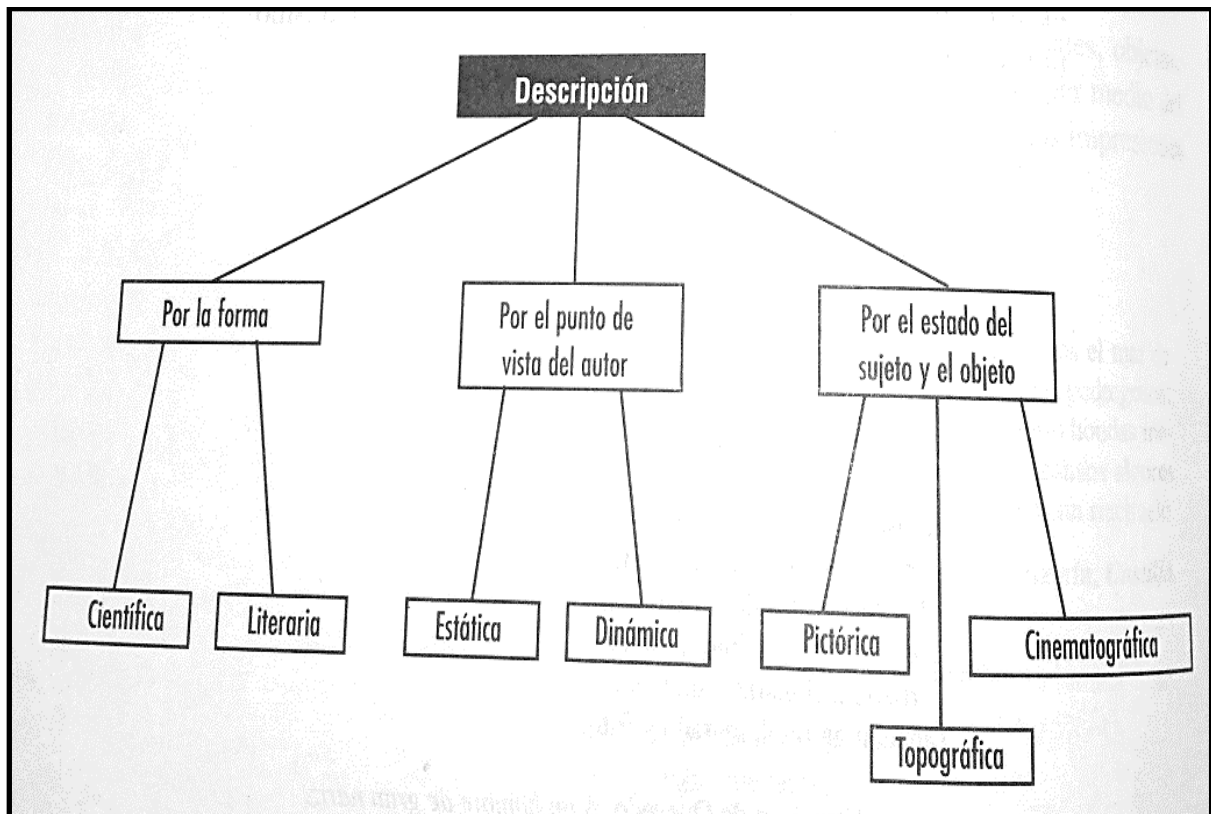 Descripción
Por la forma
Por el punto de
vista del autor
Por el estado del
sujeto y el objeto
Científica
Literaria
Estática
Dinámica
Pictórica
Cinematográfica
Topográfica